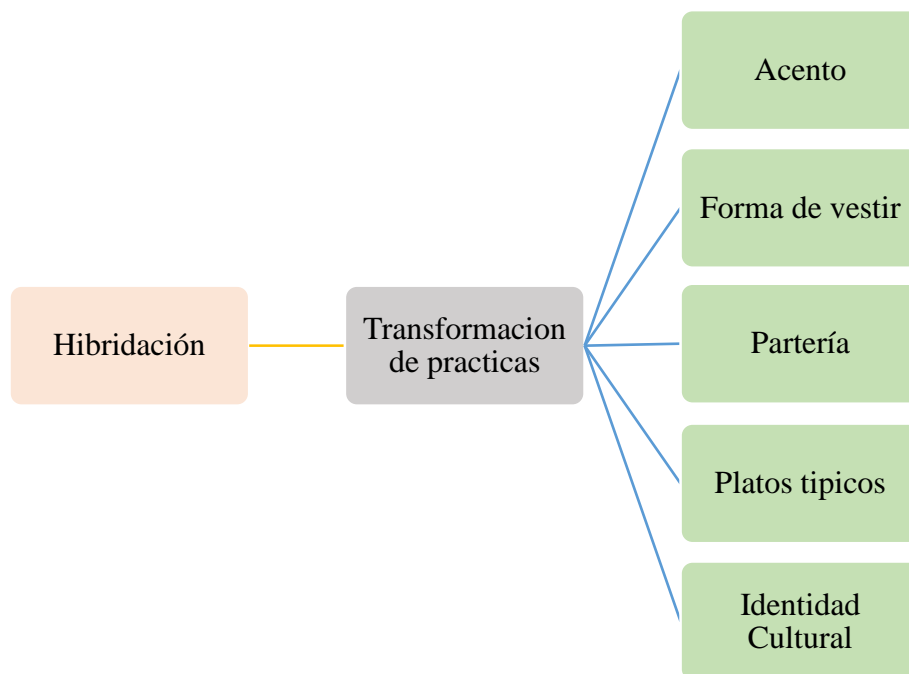 Acento
Forma de vestir
Hibridación
Transformacion
de practicas
Partería
Platos tipicos
Identidad
Cultural